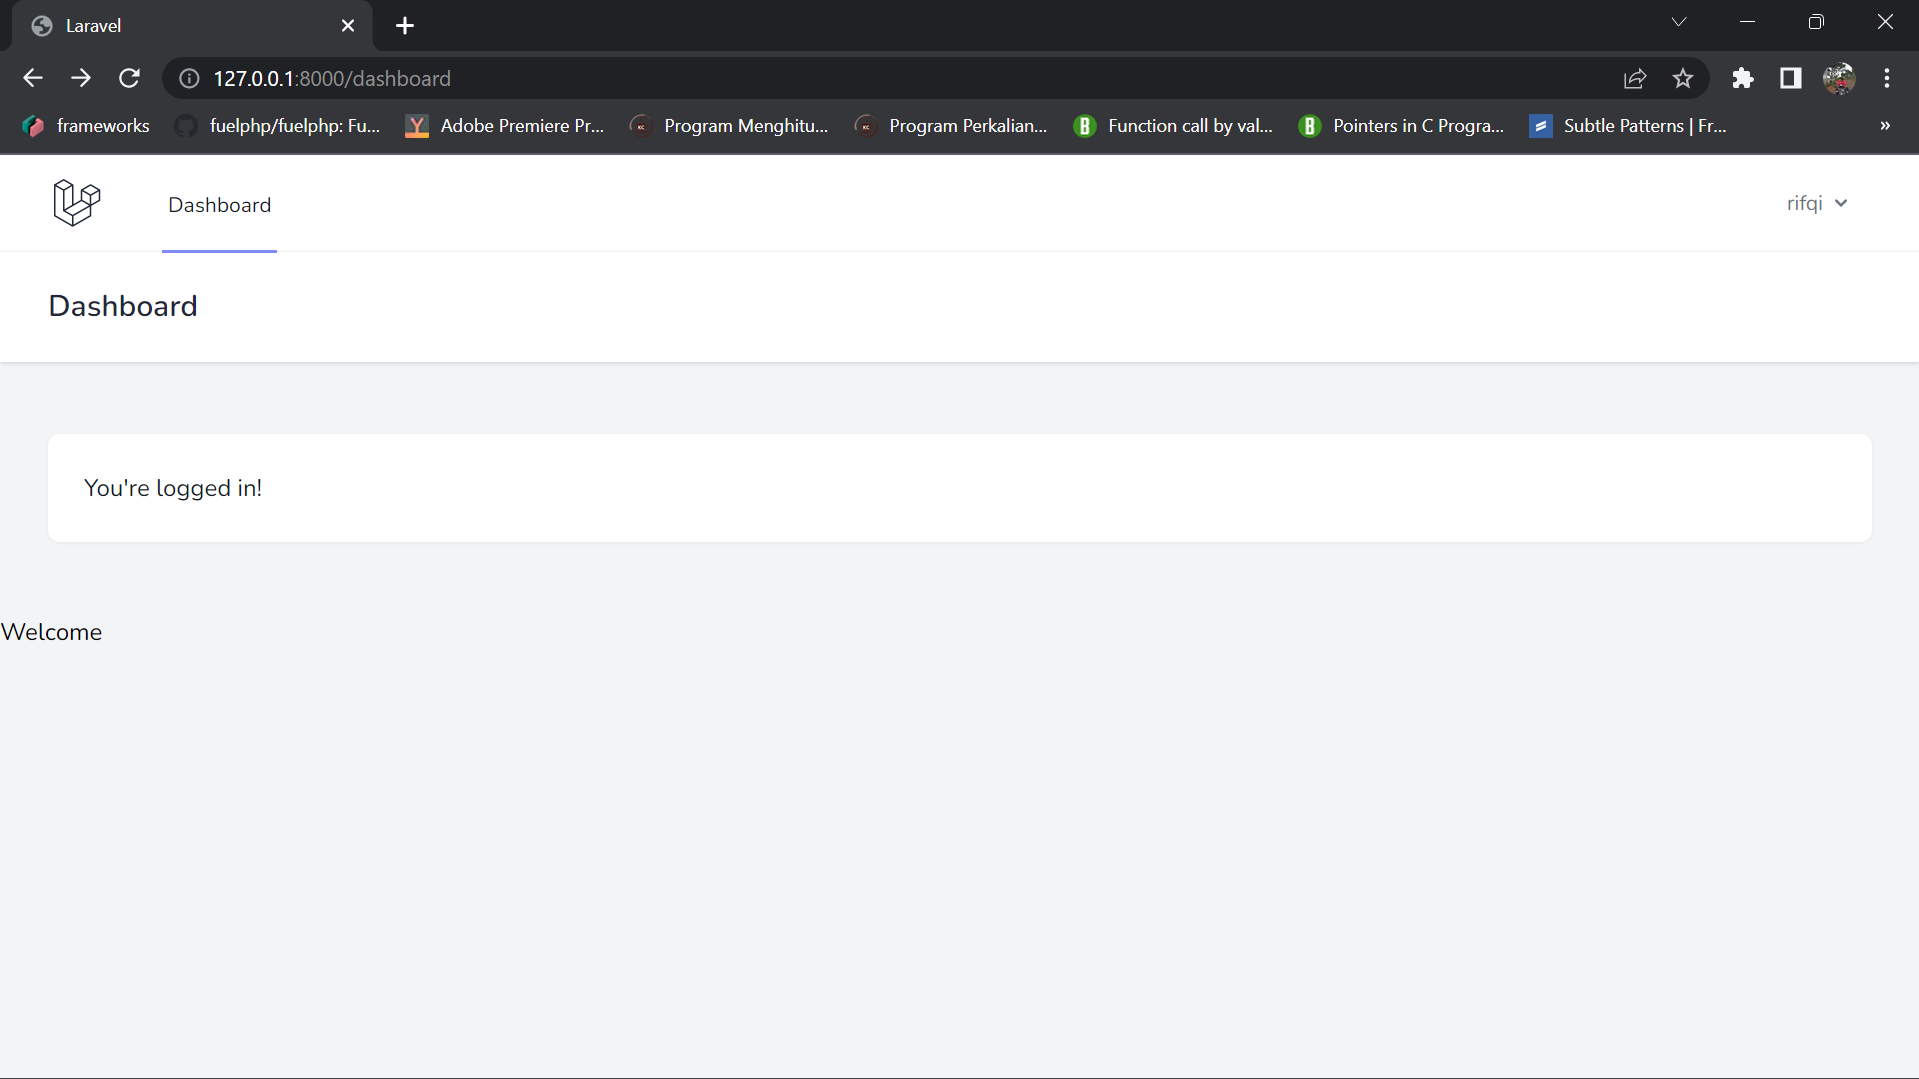 Laravel
127.0.0.1:8000/dashboard
frameworks fuelphp/fuelphp: Fu... Adobe Premiere Pr... Program Menghitu... Program Perkalian... Function call by val... Pointers in C Progra... Subtle Patterns | Fr... »
Dashboard rifqi
Dashboard
You're logged in!
Welcome